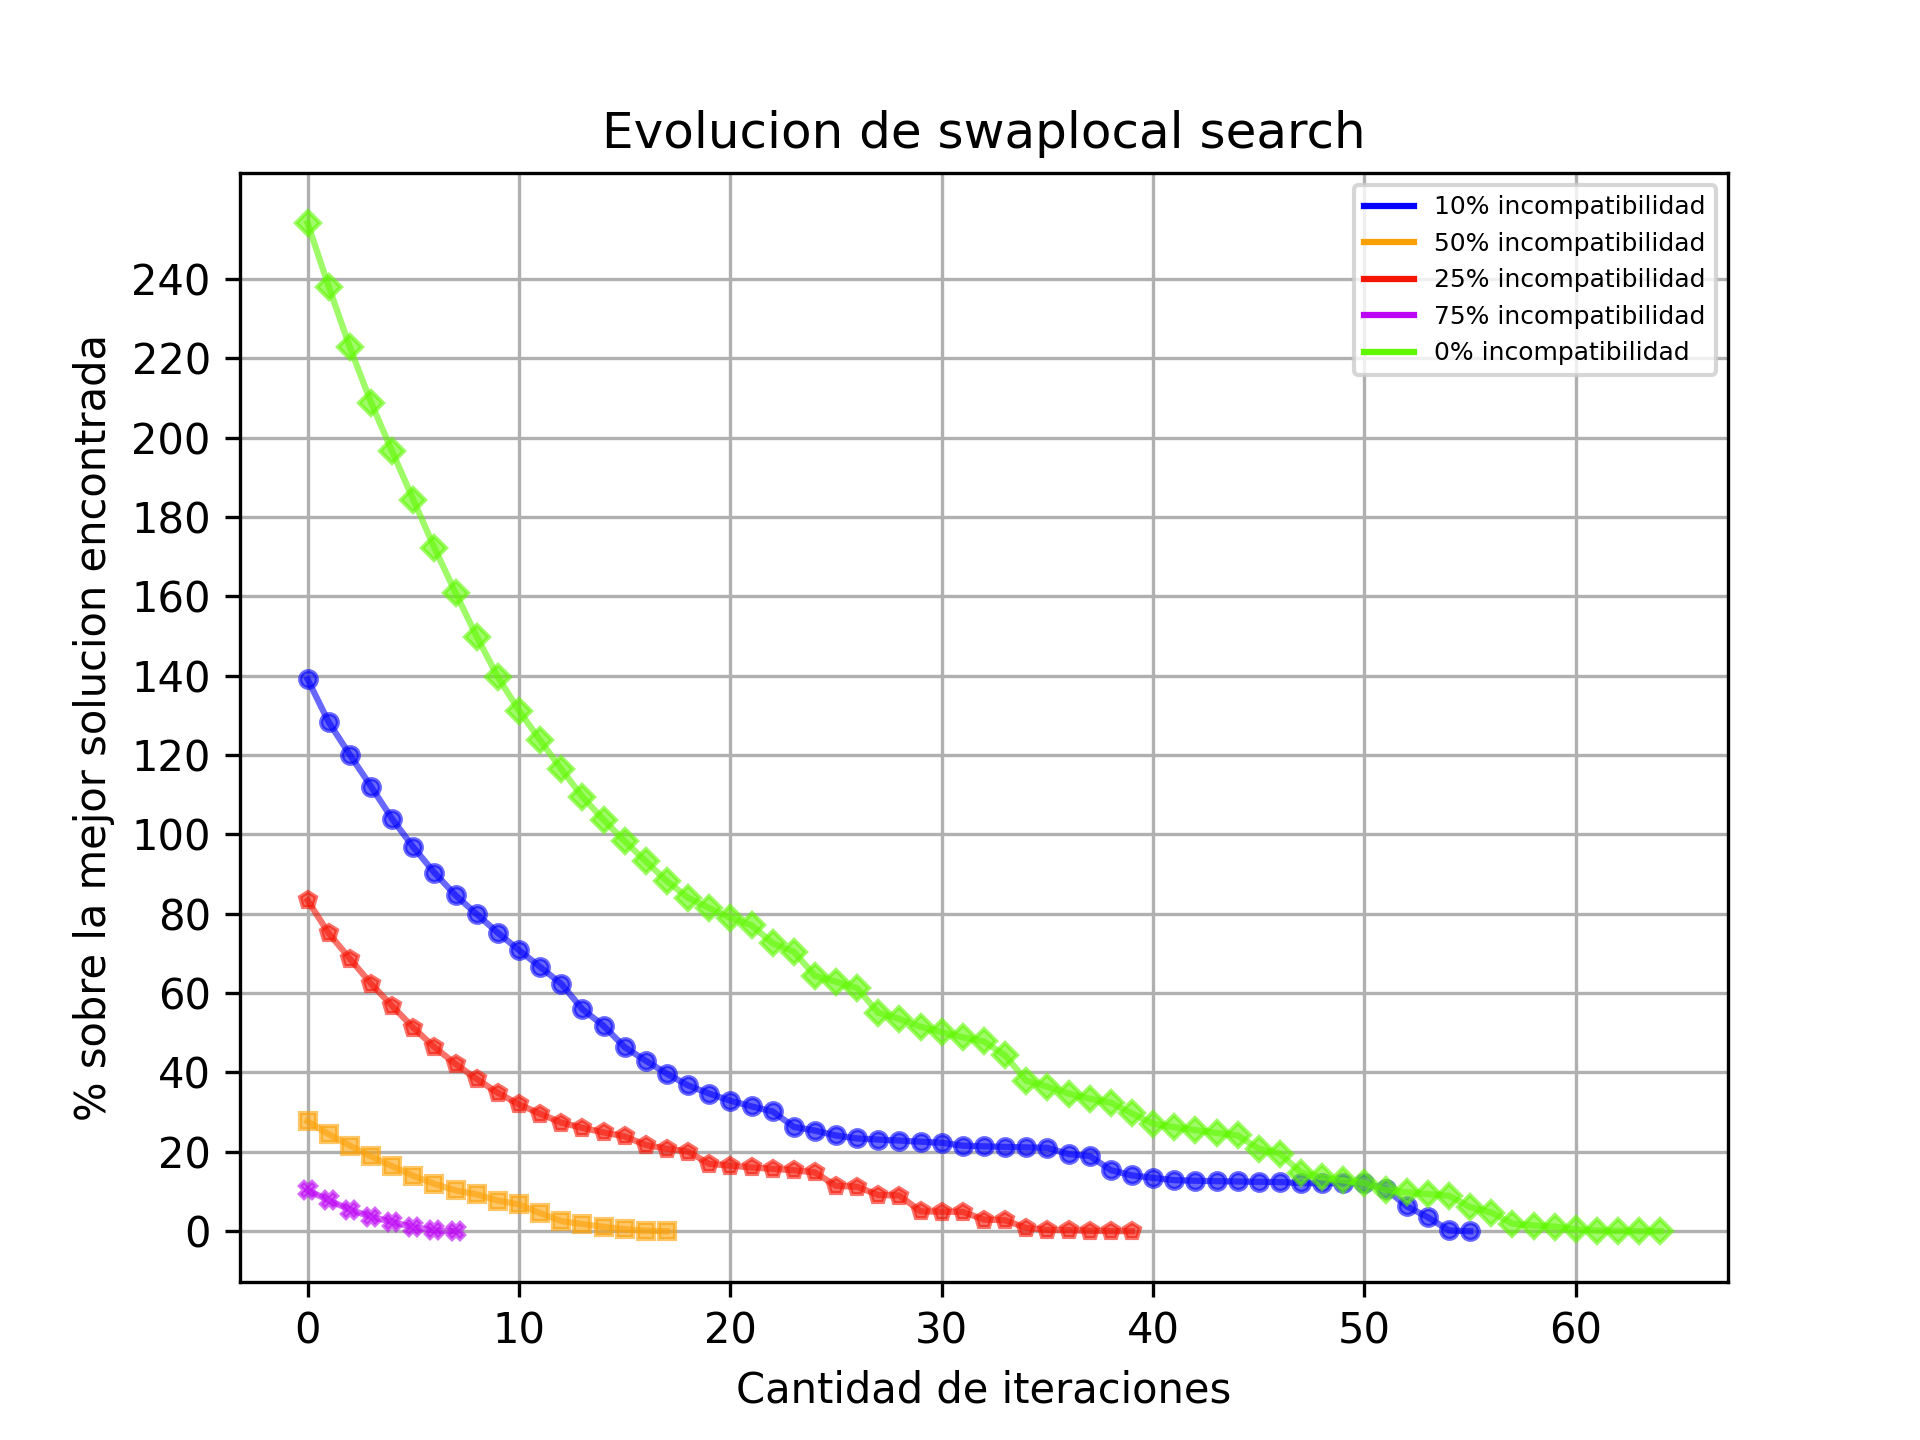 Evolucion de swaplocal search
10% incompatibilidad
50% incompatibilidad
25% incompatibilidad
75% incompatibilidad
0% incompatibilidad
% sobre la mejor solucion encontrada
240
220
200
180
160
140
120
100
80
60
40
20
0
0 10 20 30 40 50 60
Cantidad de iteraciones